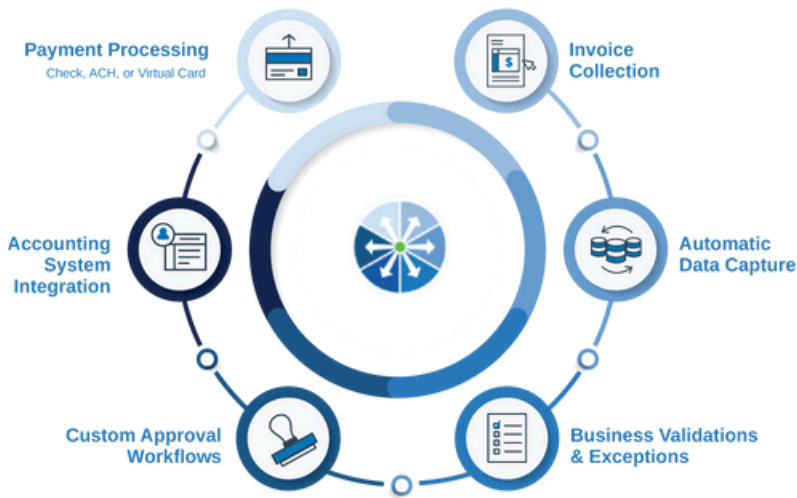 Payment Processing
Check, ACH, or Virtual Card
Invoice
Collection
$
Accounting
System
Integration
Automatic
Data Capture
Custom Approval
Workflows
Business Validations
& Exceptions